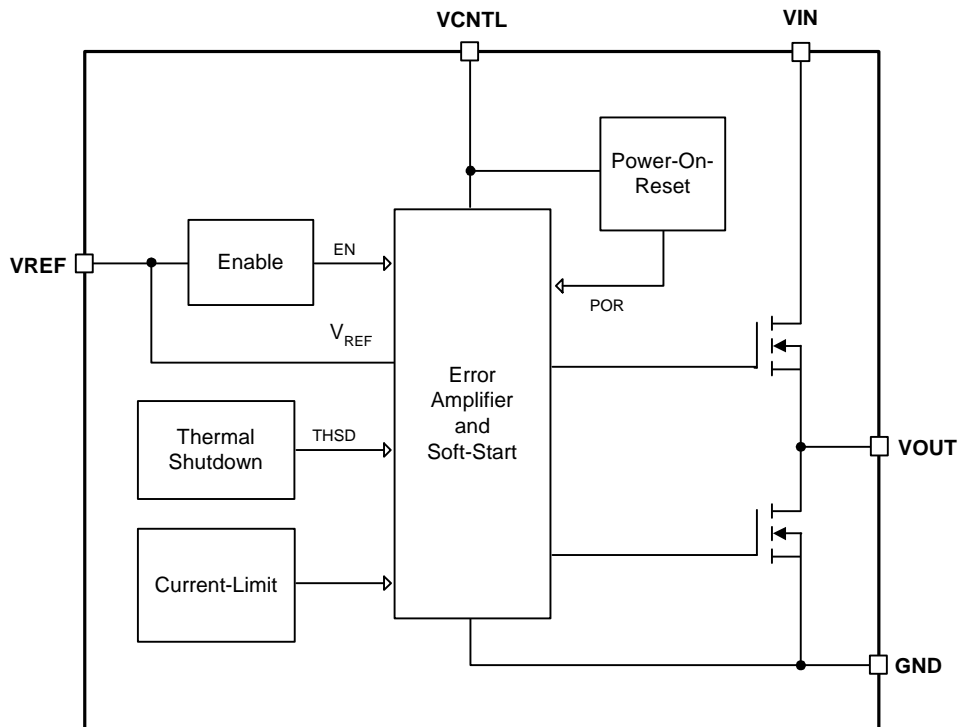 VCNTL
VIN
Power-On-
Reset
VREF
Enable
EN
POR
VREF
Error
Amplifier
and
Soft-Start
Thermal
Shutdown
THSD
VOUT
Current-Limit
GND